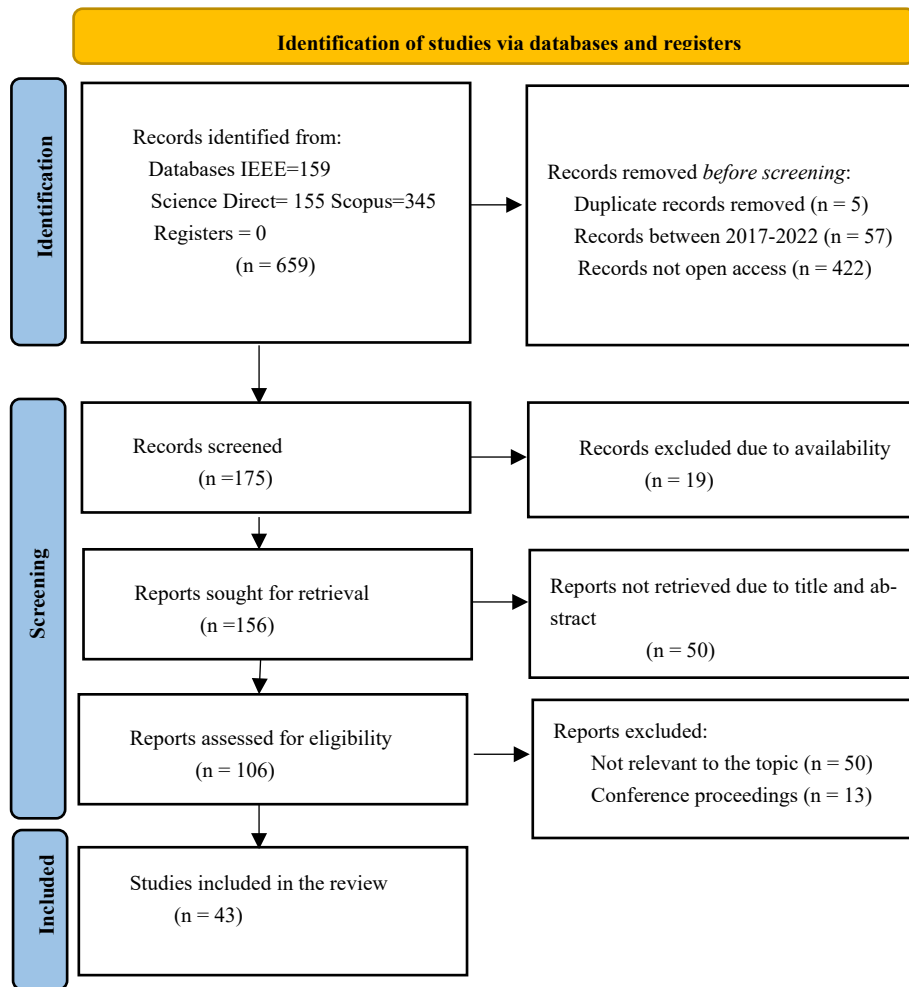 Identification of studies via databases and registers
Identification
Records identified from:
Databases IEEE=159
Science Direct= 155 Scopus=345
Registers = 0
(n = 659)
Records removed before screening:
Duplicate records removed (n = 5)
Records between 2017-2022 (n = 57)
Records not open access (n = 422)
Screening
Records screened
(n =175)
Records excluded due to availability
(n = 19)
Reports sought for retrieval
(n =156)
Reports not retrieved due to title and ab-
stract
(n = 50)
Reports assessed for eligibility
(n = 106)
Reports excluded:
Not relevant to the topic (n = 50)
Conference proceedings (n = 13)
Included
Studies included in the review
(n = 43)